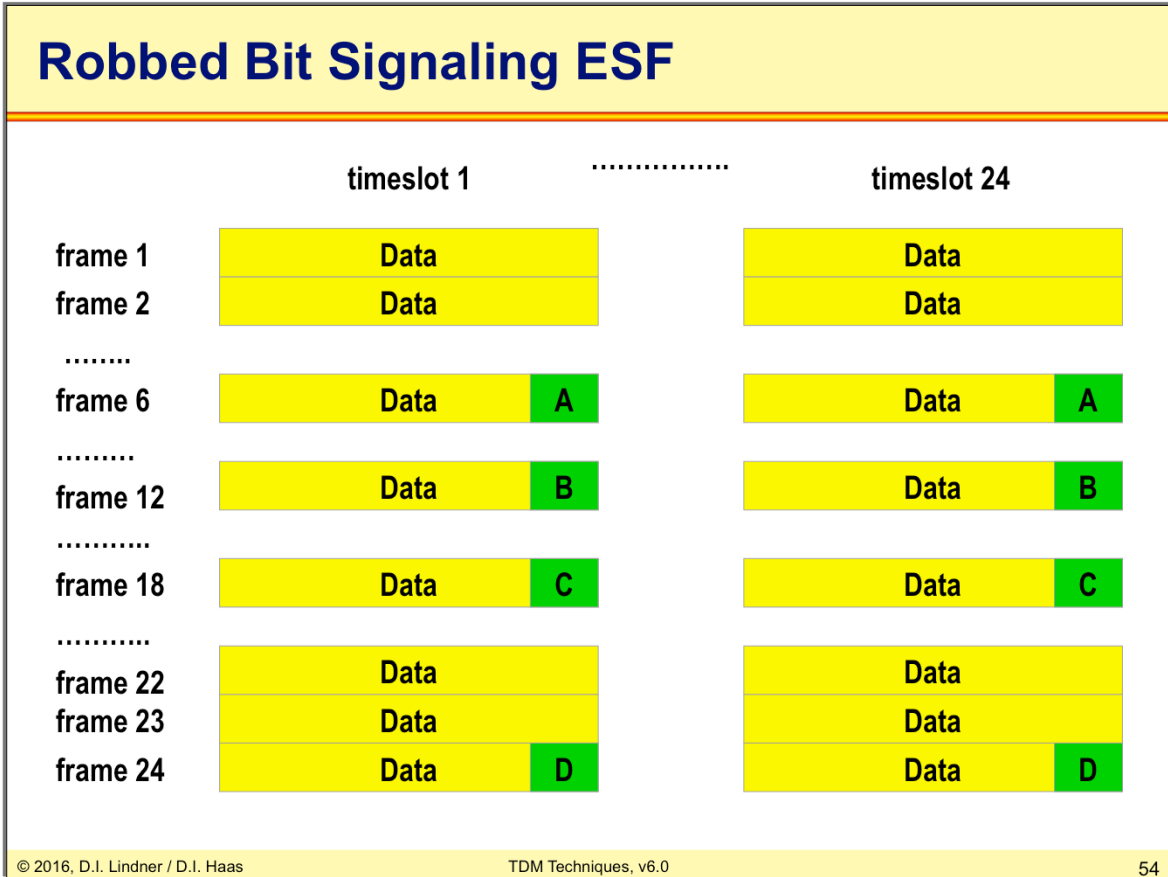 Robbed Bit Signaling ESF
timeslot 1 ................ timeslot 24
frame 1 Data Data
frame 2 Data Data
........
frame 6 Data A Data A
.........
frame 12 Data B Data B
...........
frame 18 Data C Data C
...........
frame 22 Data Data
frame 23 Data Data
frame 24 Data D Data D
© 2016, D.I. Lindner / D.I. Haas TDM Techniques, v6.0 54